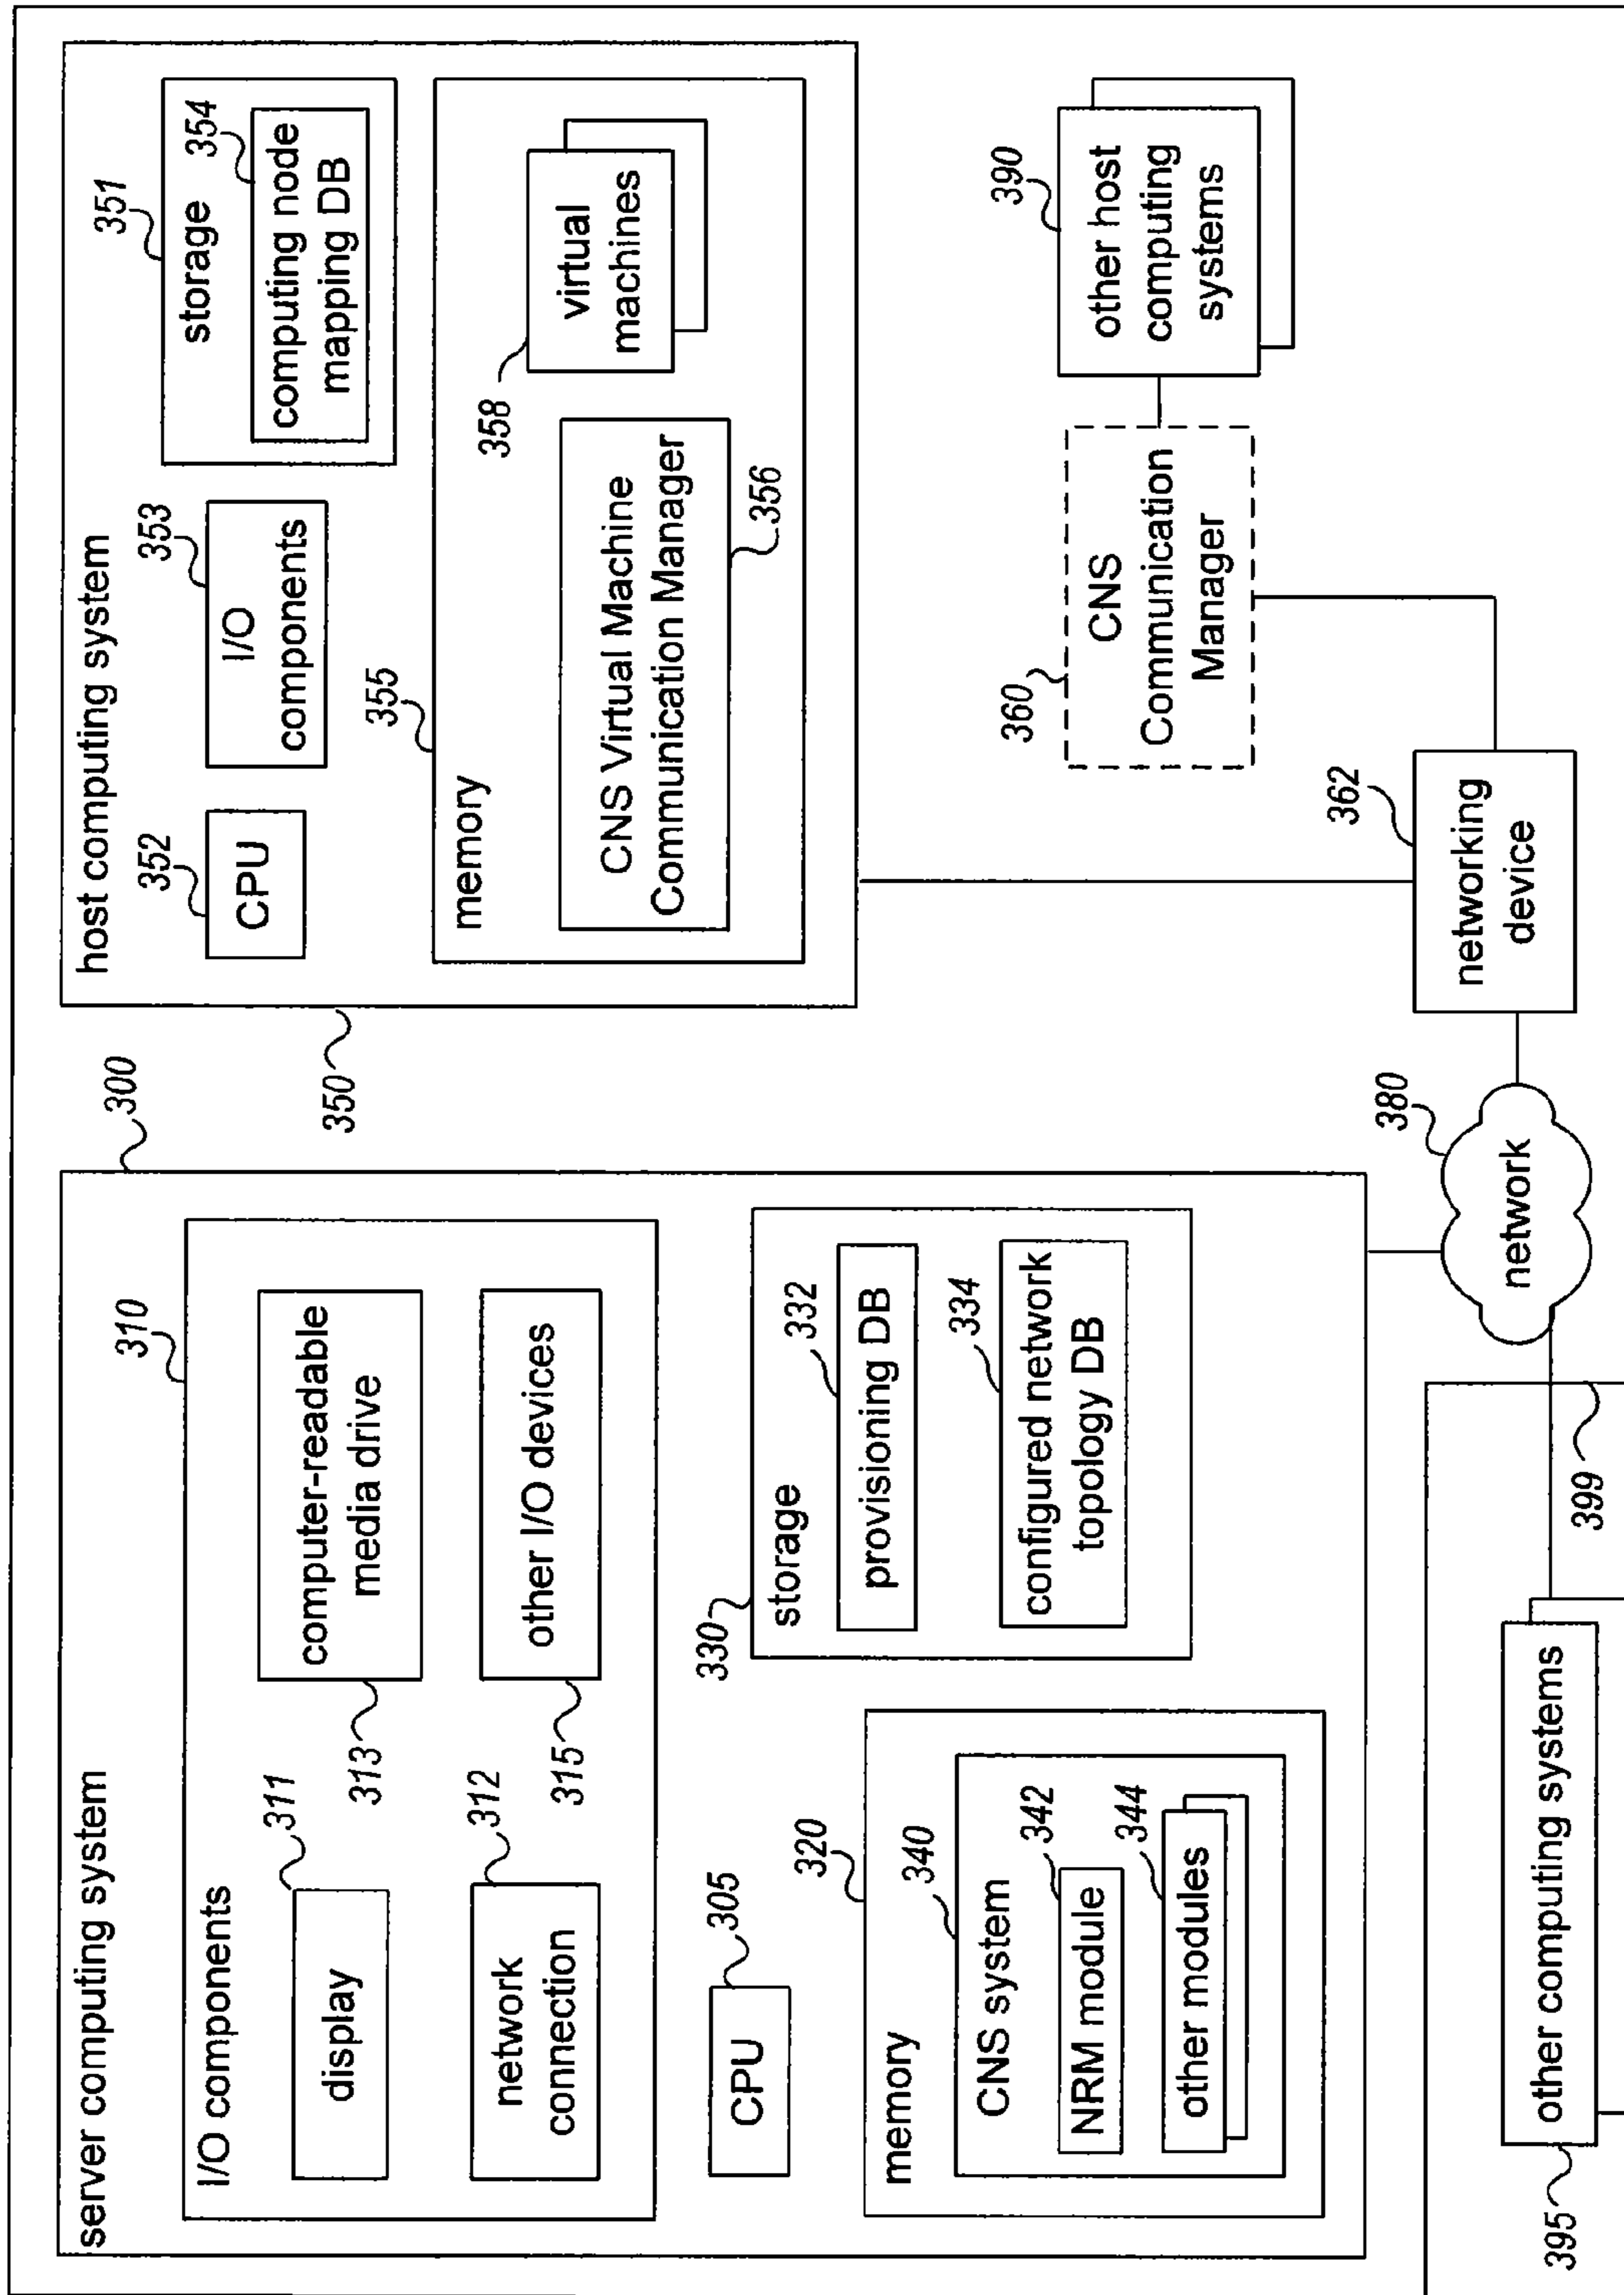 server computing system
300
I/O components
310
display
311
computer-readable
media drive
313
network
connection
312
other I/O devices
315
CPU
305
memory
320
CNS system
340
NRM module
342
other modules
344
storage
330
provisioning DB
332
configured network
topology DB
334
host computing system
350
CPU
352
I/O
components
353
storage
351
computing node
mapping DB
354
memory
355
CNS Virtual Machine
Communication Manager
356
virtual
machines
358
CNS
Communication
Manager
360
other host
computing
systems
390
networking
device
362
network
380
other computing systems
395
399